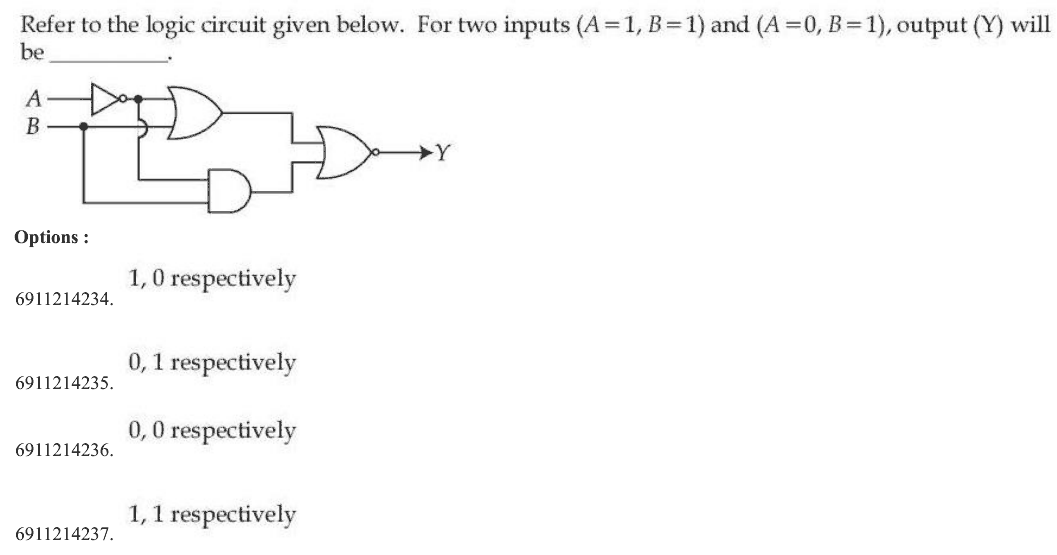 Refer to the logic circuit given below. For two inputs (A=1, B=1) and (A=0, B=1), output (Y) will
be ____________.
A
B
Y
Options :
1, 0 respectively
6911214234.
0, 1 respectively
6911214235.
0, 0 respectively
6911214236.
1, 1 respectively
6911214237.